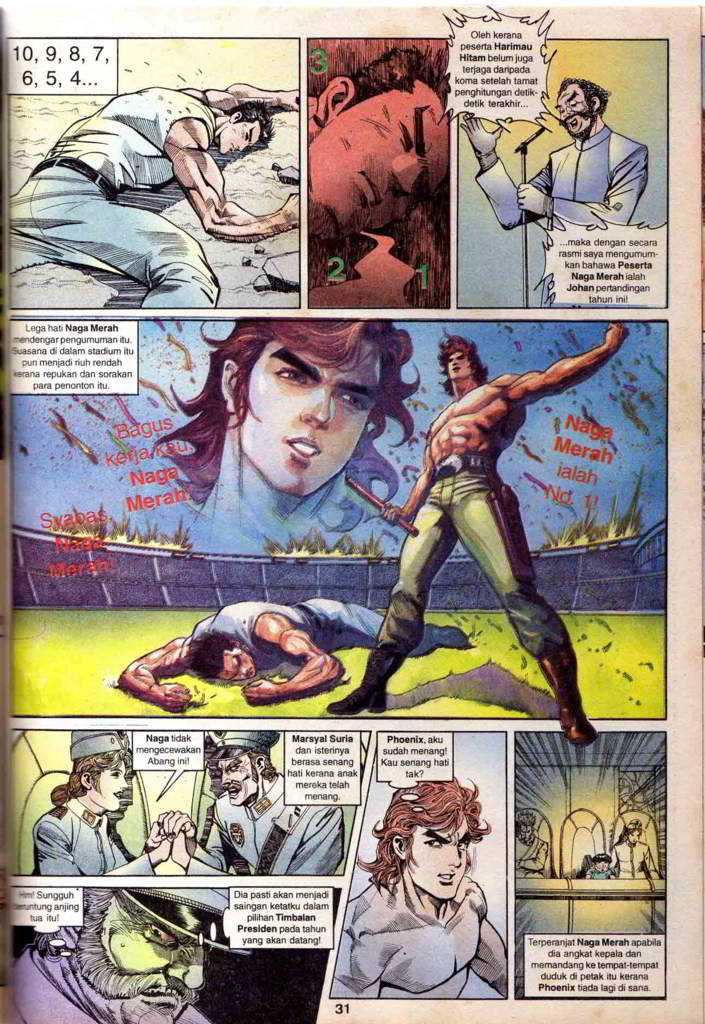 10, 9, 8, 7,
6, 5, 4...
3
2
1
Oleh kerana
peserta Harimau
Hitam belum juga
terjaga daripada
koma setelah tamat
penghitungan detik-
detik terakhir...
...maka dengan secara
rasmi saya mengumum-
kan bahawa Peserta
Naga Merah ialah
Johan pertandingan
tahun ini!
Lega hati Naga Merah
mendengar pengumuman itu.
Suasana di dalam stadium itu
pun menjadi riuh rendah
kerana repukan dan sorakan
para penonton itu.
Bagus
kerja kau
Naga
Merah!
Syabas
Naga
Merah!
Naga
Merah
ialah
No. 1!
Naga tidak
mengecewakan
Abang ini!
Marsyal Suria
dan isterinya
berasa senang
hati kerana anak
mereka telah
menang.
Phoenix, aku
sudah menang!
Kau senang hati
tak?
Hm! Sungguh
beruntung anjing
tua itu!
Dia pasti akan menjadi
saingan ketatku dalam
pilihan Timbalan
Presiden pada tahun
yang akan datang!
Terperanjat Naga Merah apabila
dia angkat kepala dan
memandang ke tempat-tempat
duduk di petak itu kerana
Phoenix tiada lagi di sana.
31